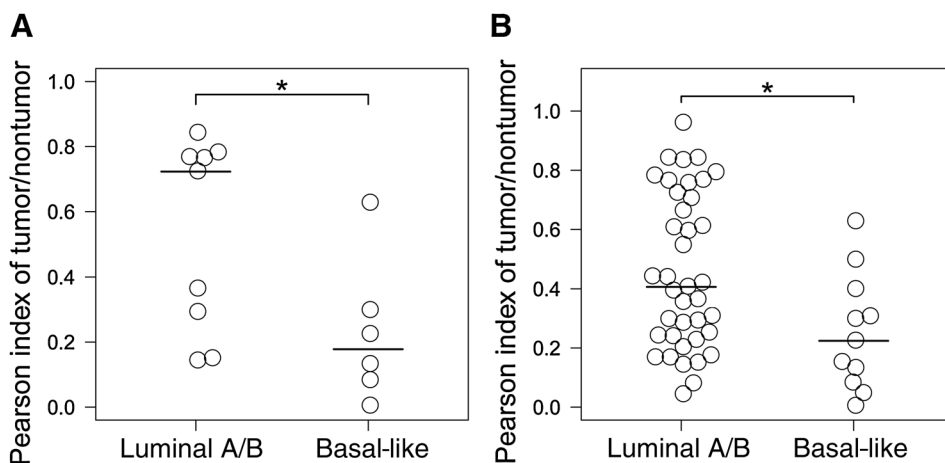 A
Pearson index of tumor/nontumor
1.0
0.8
0.6
0.4
0.2
0.0
*
Luminal A/B
Basal-like
B
Pearson index of tumor/nontumor
1.0
0.8
0.6
0.4
0.2
0.0
*
Luminal A/B
Basal-like